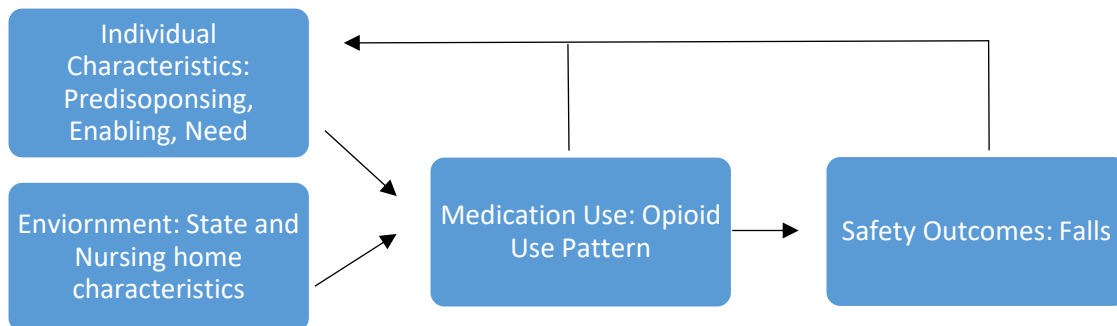 Individual
Characteristics:
Predisoponsing,
Enabling, Need
Enviornment: State and
Nursing home
characteristics
Medication Use: Opioid
Use Pattern
Safety Outcomes: Falls